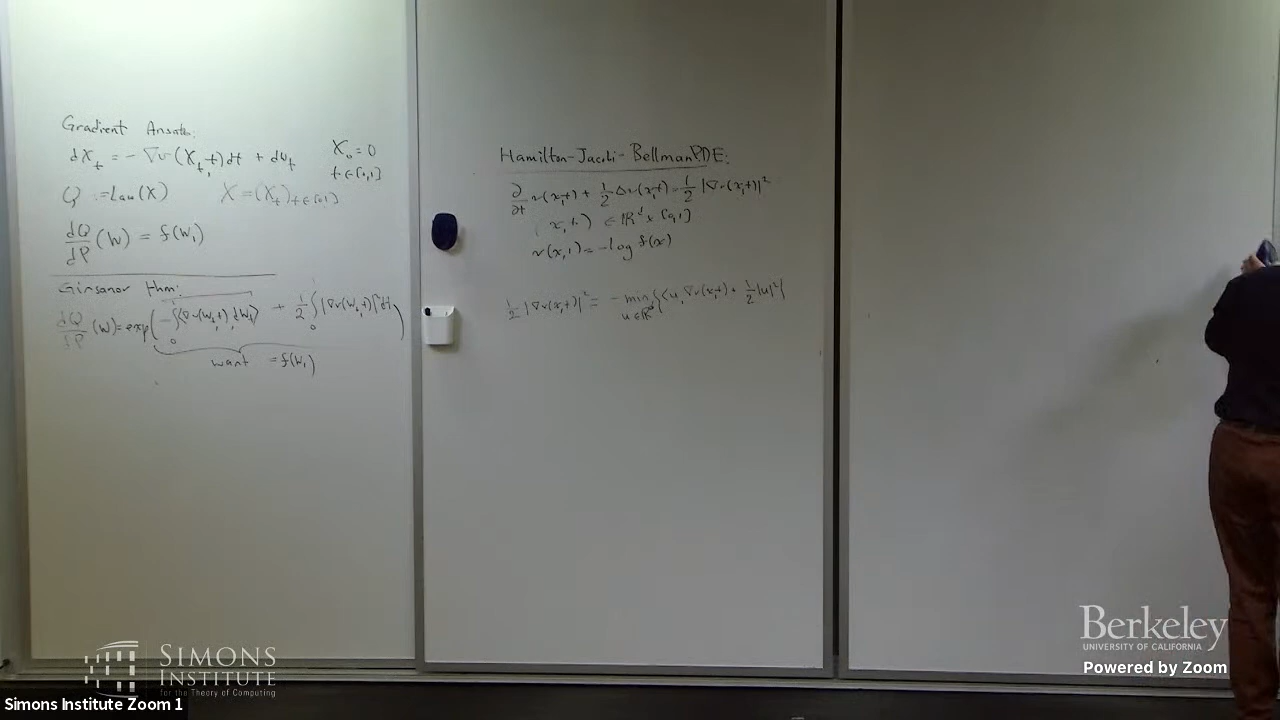 Gradient Ansatz:
dX_t = -∇v(X_t,t)dt + dW_t
X_0 = 0
t∈[0,1]
Q := Law(X)
X = (X_t)_{t∈[0,1]}
dQ/dP (W) = f(W_1)
Girsanov thm:
dQ/dP (W) = exp(-∫_0^1 ⟨∇v(W_t,t), dW_t⟩ + 1/2 ∫_0^1 |∇v(W_t,t)|^2 dt)
want = f(W_1)
Hamilton-Jacobi-Bellman PDE:
∂/∂t v(x,t) + 1/2 Δv(x,t) = 1/2 |∇v(x,t)|^2
(x,t) ∈ ℝ^d × [0,1]
v(x,1) = -log f(x)
1/2 |∇v(x,t)|^2 = - min_{u∈ℝ^d} {⟨u, ∇v(x,t)⟩ + 1/2 |u|^2}
SIMONS
INSTITUTE
for the Theory of Computing
Berkeley
UNIVERSITY OF CALIFORNIA
Powered by Zoom
Simons Institute Zoom 1